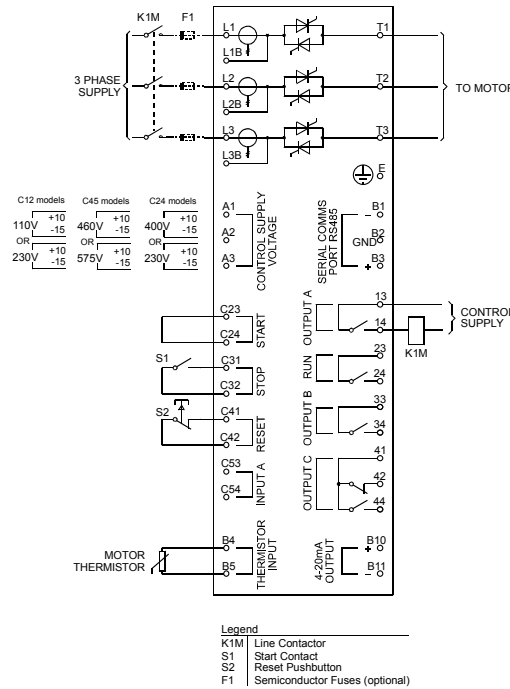 K1M F1
L1 T1
L1B
3 PHASE
SUPPLY
L2 T2
L2B
TO MOTOR
L3 T3
L3B
E
C12 models C45 models C24 models
110V +10 -15 460V +10 -15 400V +10 -15
OR OR OR
230V +10 -15 575V +10 -15 230V +10 -15
A1
A2
A3
CONTROL SUPPLY
VOLTAGE
SERIAL COMMS
PORT RS485
- B1
B2
GND
+ B3
C23
C24
START
S1
C31
C32
STOP
S2
C41
C42
RESET
C53
C54
INPUT A
OUTPUT A
13
14
K1M
CONTROL
SUPPLY
RUN
23
24
OUTPUT B
33
34
OUTPUT C
41
42
44
MOTOR
THERMISTOR
B4
B5
THERMISTOR
INPUT
4-20mA
OUTPUT
+ B10
- B11
Legend
K1M Line Contactor
S1 Start Contact
S2 Reset Pushbutton
F1 Semiconductor Fuses (optional)